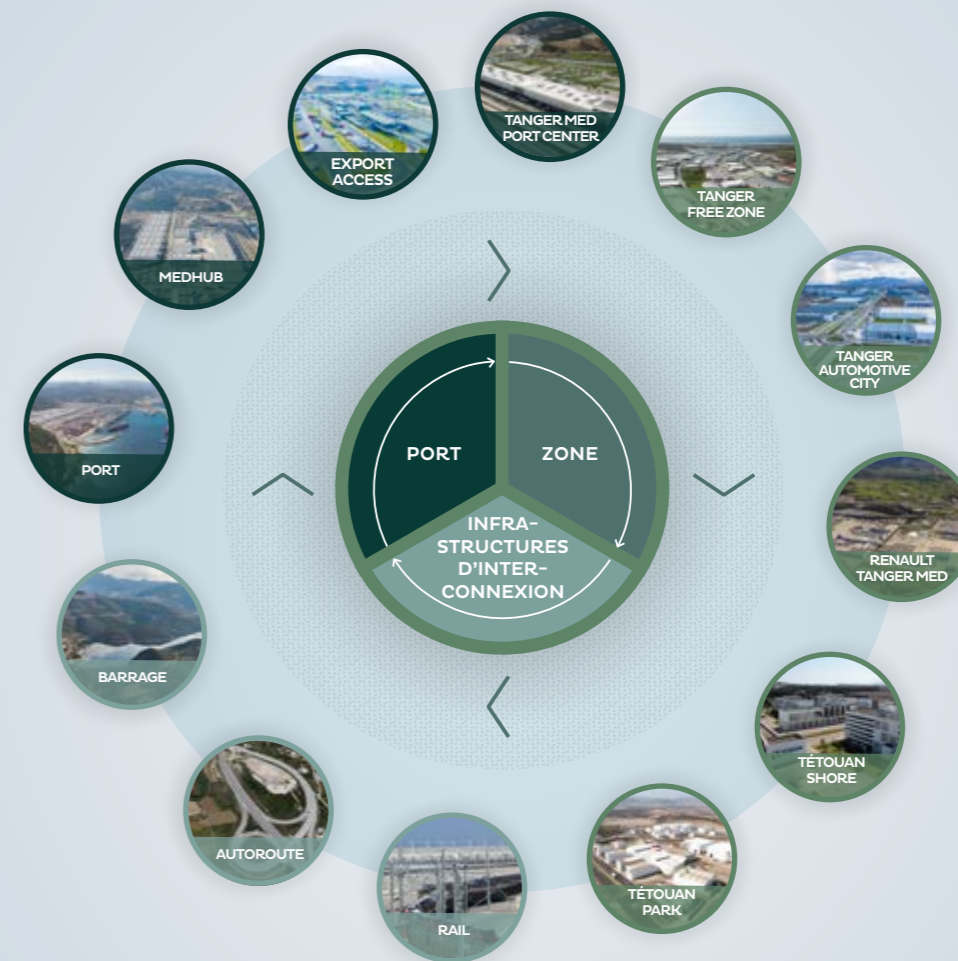 TANGER MED
PORT CENTER
EXPORT
ACCESS
TANGER
FREE ZONE
MEDHUB
TANGER
AUTOMOTIVE
CITY
PORT
PORT
ZONE
INFRA-
STRUCTURES
D'INTER-
CONNEXION
RENAULT
TANGER MED
BARRAGE
TÉTOUAN
SHORE
AUTOROUTE
TÉTOUAN
PARK
RAIL